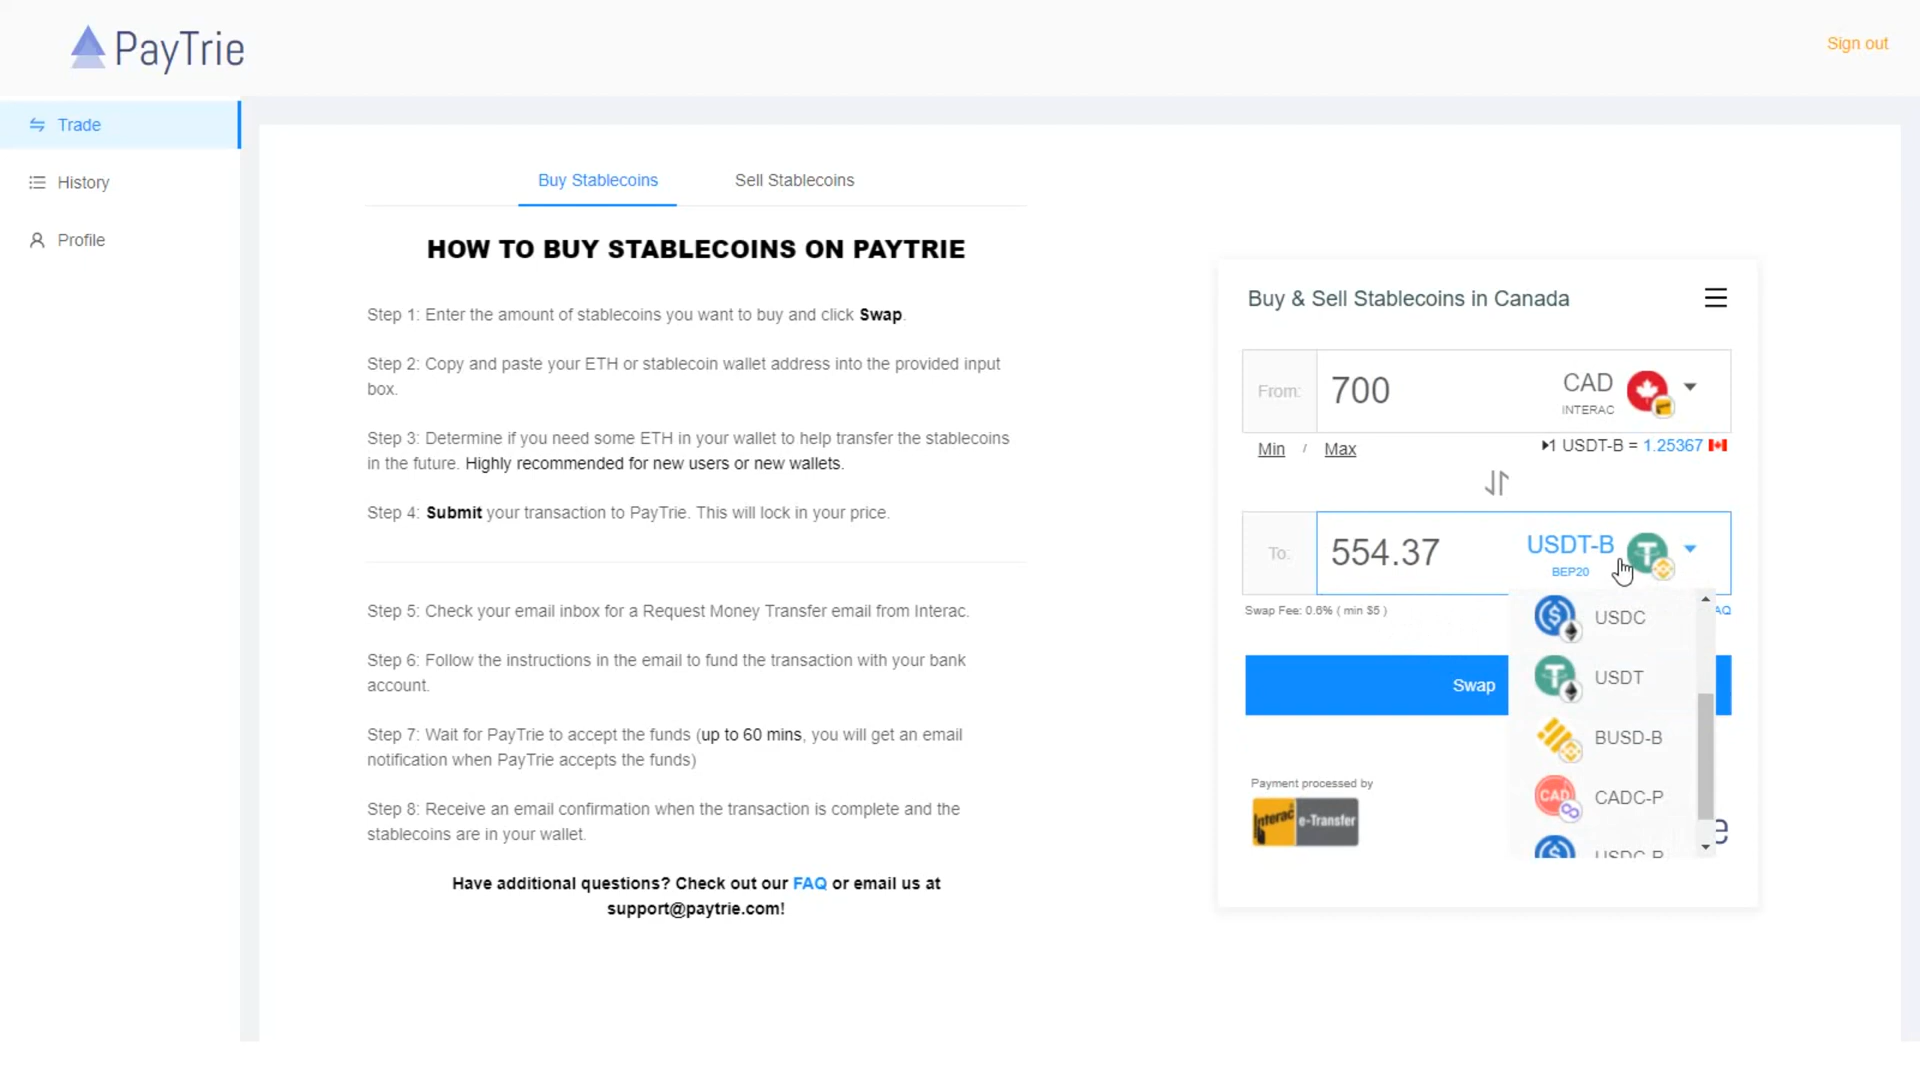 PayTrie
Sign out
Trade
History
Profile
Buy Stablecoins
Sell Stablecoins
HOW TO BUY STABLECOINS ON PAYTRIE
Step 1: Enter the amount of stablecoins you want to buy and click Swap.
Step 2: Copy and paste your ETH or stablecoin wallet address into the provided input
box.
Step 3: Determine if you need some ETH in your wallet to help transfer the stablecoins
in the future. Highly recommended for new users or new wallets.
Step 4: Submit your transaction to PayTrie. This will lock in your price.
Step 5: Check your email inbox for a Request Money Transfer email from Interac.
Step 6: Follow the instructions in the email to fund the transaction with your bank
account.
Step 7: Wait for PayTrie to accept the funds (up to 60 mins, you will get an email
notification when PayTrie accepts the funds)
Step 8: Receive an email confirmation when the transaction is complete and the
stablecoins are in your wallet.
Have additional questions? Check out our FAQ or email us at
support@paytrie.com!
Buy & Sell Stablecoins in Canada
From:
700
CAD
INTERAC
Min / Max
1 USDT-B = 1.25367
To:
554.37
USDT-B
BEP20
Swap Fee: 0.6% ( min $5 )
AQ
USDC
USDT
Swap
BUSD-B
CAD
CADC-P
Payment processed by
Interac
e-Transfer
e